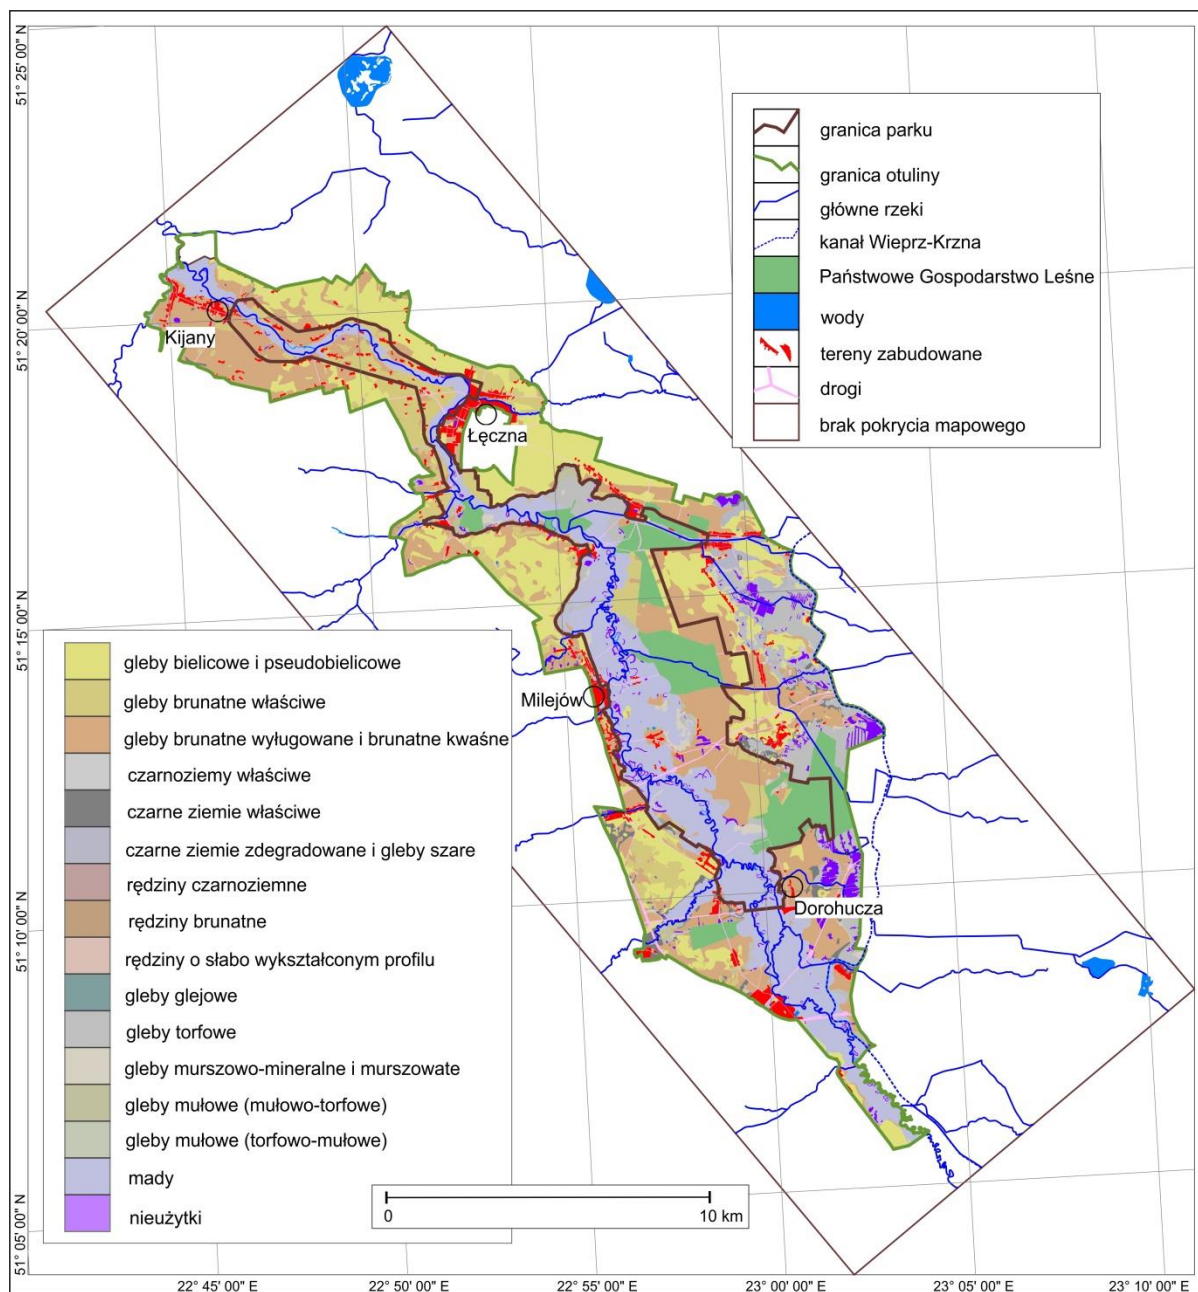 51° 25' 00" N
51° 20' 00" N
51° 15' 00" N
51° 10' 00" N
51° 05' 00" N
granica parku
granica otuliny
główne rzeki
kanał Wieprz-Krzna
Państwowe Gospodarstwo Leśne
wody
tereny zabudowane
drogi
brak pokrycia mapowego
Kijany
Łęczna
Milejów
Dorohucza
gleby bielicowe i pseudobielicowe
gleby brunatne właściwe
gleby brunatne wyługowane i brunatne kwaśne
czarnoziemy właściwe
czarne ziemie właściwe
czarne ziemie zdegradowane i gleby szare
rędziny czarnoziemne
rędziny brunatne
rędziny o słabo wykształconym profilu
gleby glejowe
gleby torfowe
gleby murszowo-mineralne i murszowate
gleby mułowe (mułowo-torfowe)
gleby mułowe (torfowo-mułowe)
mady
nieużytki
0 10 km
22° 45' 00" E 22° 50' 00" E 22° 55' 00" E 23° 00' 00" E 23° 05' 00" E 23° 10' 00" E